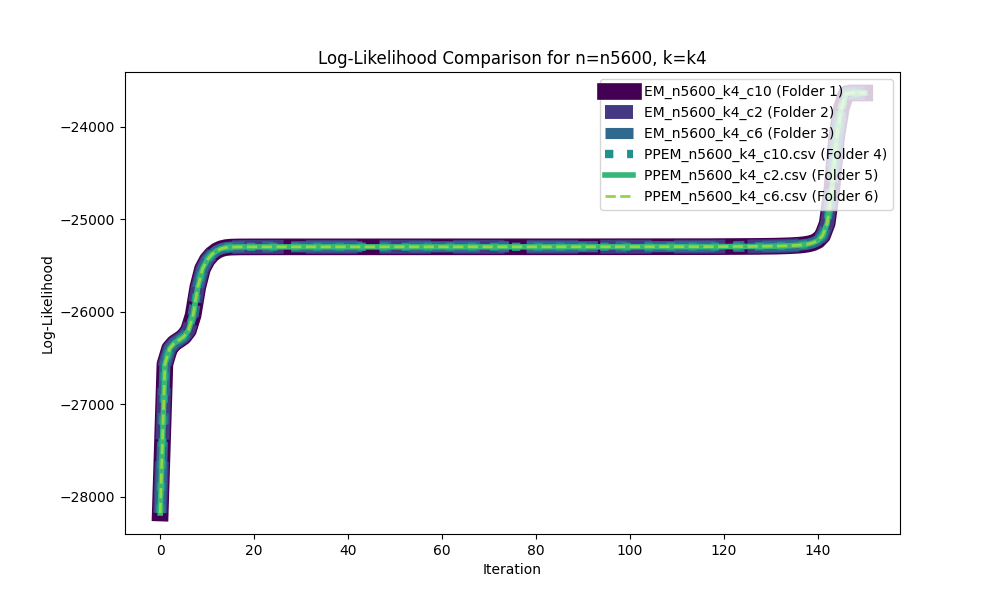 Log-Likelihood Comparison for n=n5600, k=k4
EM_n5600_k4_c10 (Folder 1)
EM_n5600_k4_c2 (Folder 2)
EM_n5600_k4_c6 (Folder 3)
PPEM_n5600_k4_c10.csv (Folder 4)
PPEM_n5600_k4_c2.csv (Folder 5)
PPEM_n5600_k4_c6.csv (Folder 6)
−24000
−25000
−26000
−27000
−28000
Log-Likelihood
0 20 40 60 80 100 120 140
Iteration